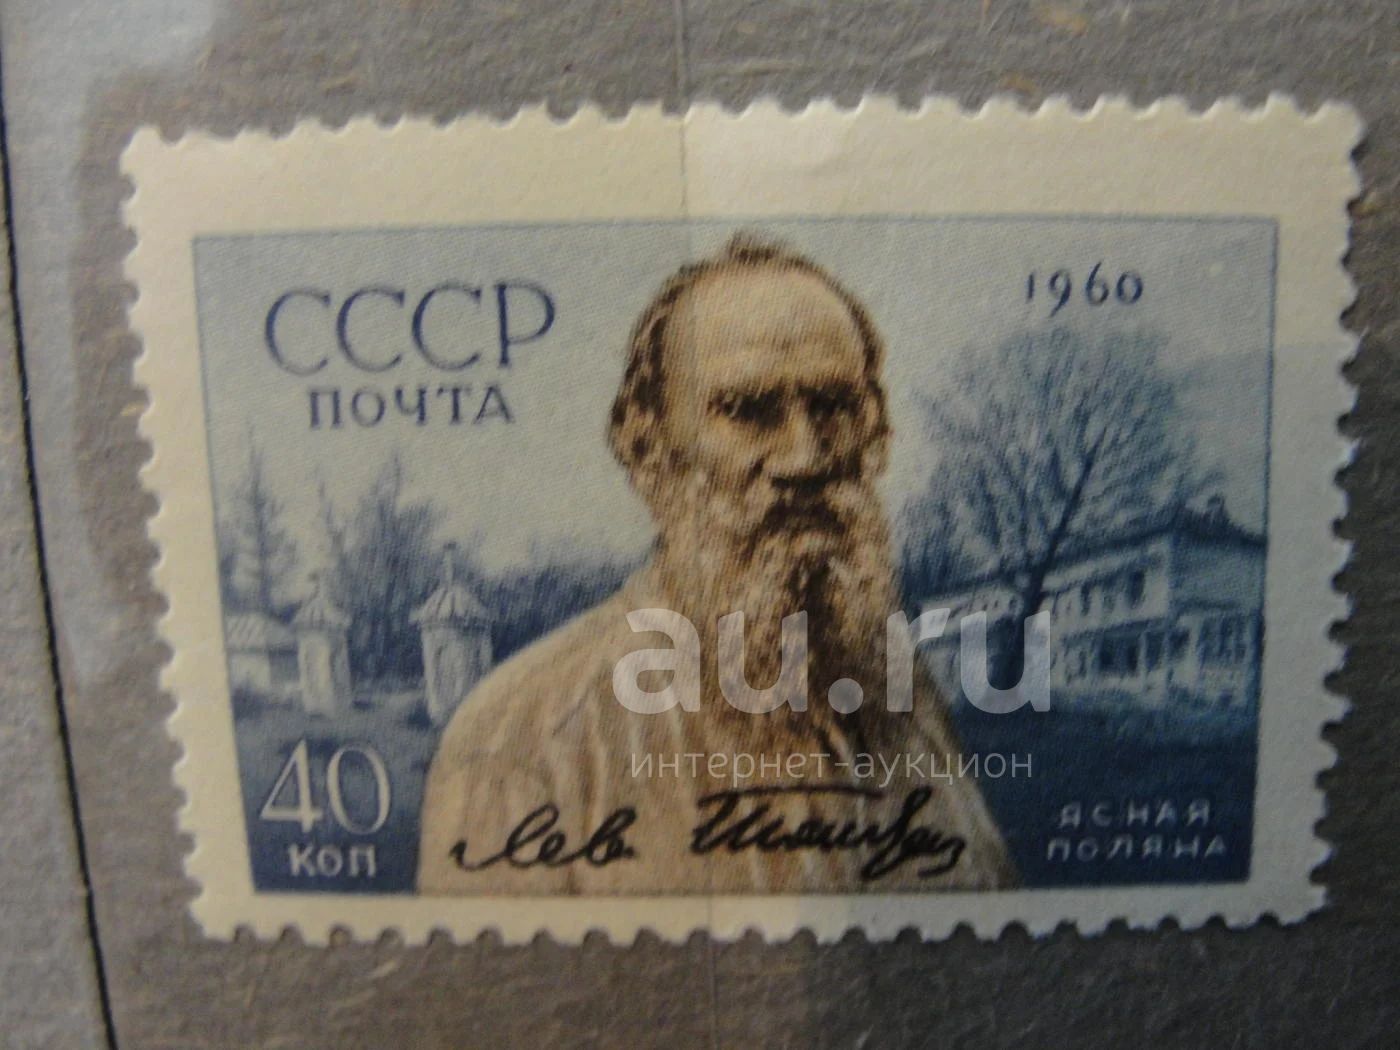 СССР
ПОЧТА
1960
40
КОП
Лев Толстой
ЯСНАЯ
ПОЛЯНА
au.ru
интернет-аукцион